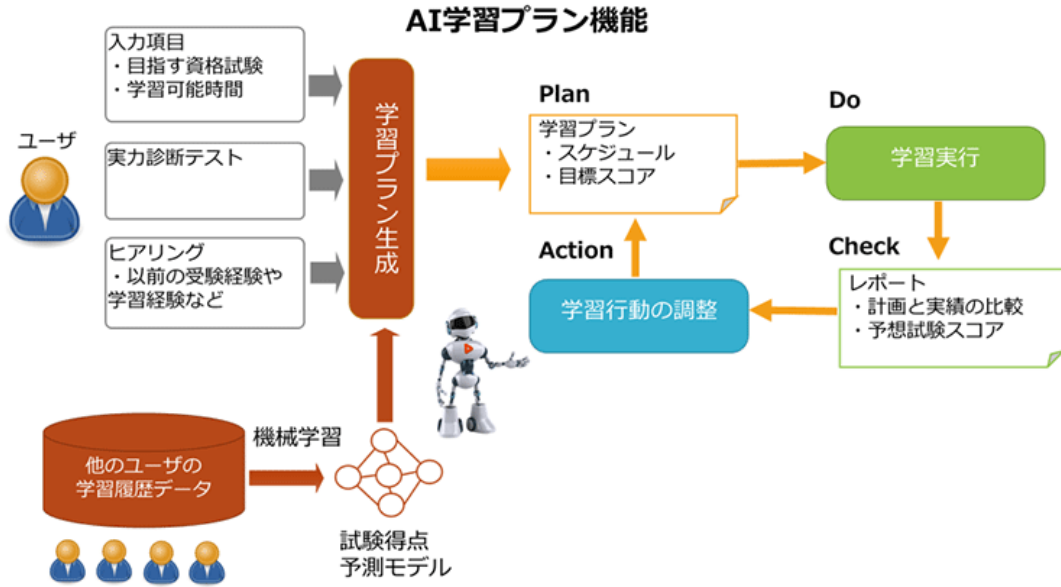 AI学習プラン機能
ユーザ
入力項目
・目指す資格試験
・学習可能時間
実力診断テスト
ヒアリング
・以前の受験経験や
学習経験など
学習プラン生成
Plan
学習プラン
・スケジュール
・目標スコア
Do
学習実行
Check
レポート
・計画と実績の比較
・予想試験スコア
Action
学習行動の調整
他のユーザの
学習履歴データ
機械学習
試験得点
予測モデル